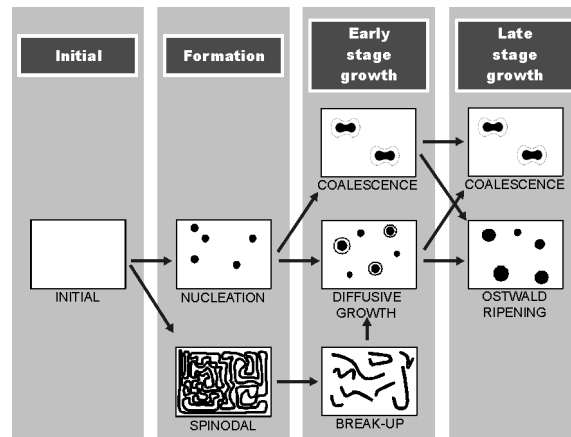 Initial
Formation
Early
stage
growth
Late
stage
growth
COALESCENCE
COALESCENCE
INITIAL
NUCLEATION
DIFFUSIVE
GROWTH
OSTWALD
RIPENING
SPINODAL
BREAK-UP